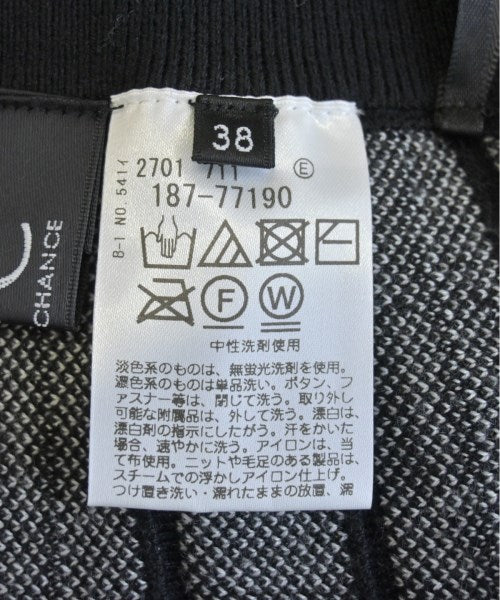 38
2701 711 Ⓔ
187-77190
B-1 NO. 541イ
CHANCE
F
W
中性洗剤使用
淡色系のものは、無蛍光洗剤を使用。
濃色系のものは単品洗い。ボタン、フ
ァスナー等は、閉じて洗う。取り外し
可能な附属品は、外して洗う。漂白は、
漂白剤の指示にしたがう。汗をかいた
場合、速やかに洗う。アイロンは、当
て布使用。ニットや毛足のある製品は、
スチームでの浮かしアイロン仕上げ。
つけ置き洗い・濡れたままの放置、濡